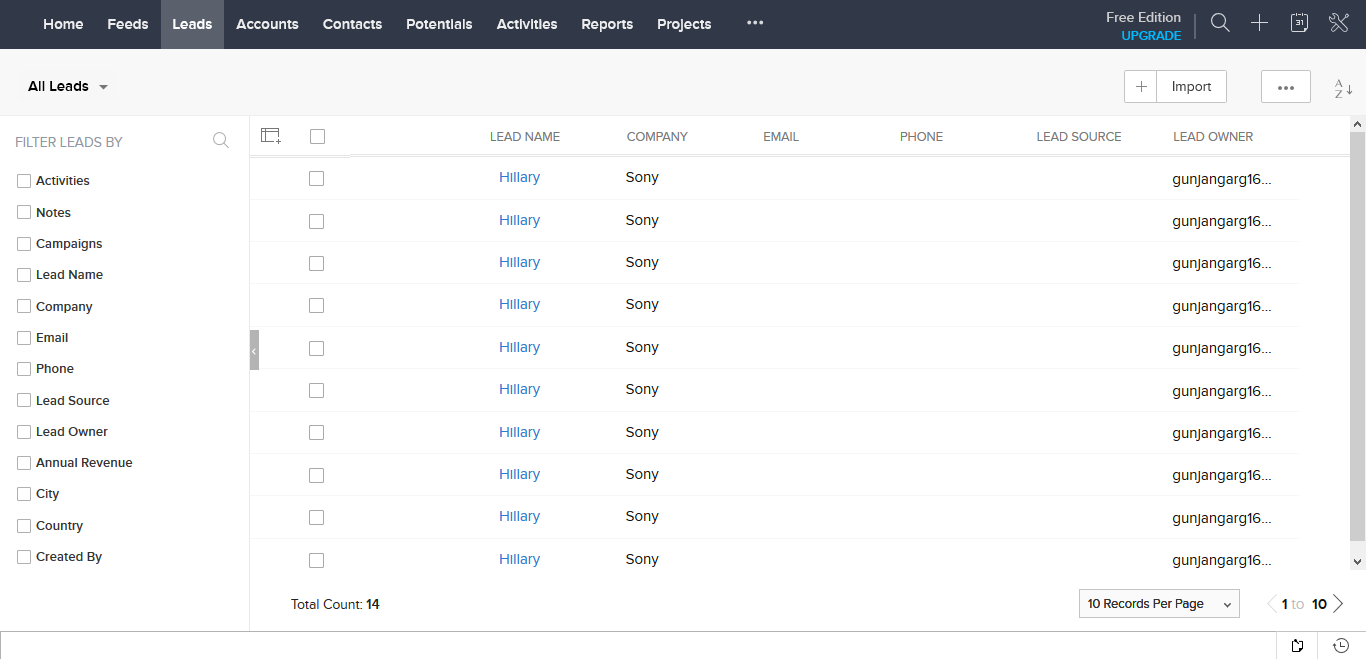 Home Feeds Leads Accounts Contacts Potentials Activities Reports Projects ••• Free Edition
UPGRADE
31
All Leads
Import
•••
A
Z
FILTER LEADS BY
Activities
Notes
Campaigns
Lead Name
Company
Email
Phone
Lead Source
Lead Owner
Annual Revenue
City
Country
Created By
LEAD NAME COMPANY EMAIL PHONE LEAD SOURCE LEAD OWNER
Hillary Sony gunjangarg16...
Hillary Sony gunjangarg16...
Hillary Sony gunjangarg16...
Hillary Sony gunjangarg16...
Hillary Sony gunjangarg16...
Hillary Sony gunjangarg16...
Hillary Sony gunjangarg16...
Hillary Sony gunjangarg16...
Hillary Sony gunjangarg16...
Hillary Sony gunjangarg16...
Total Count: 14 10 Records Per Page 1 to 10